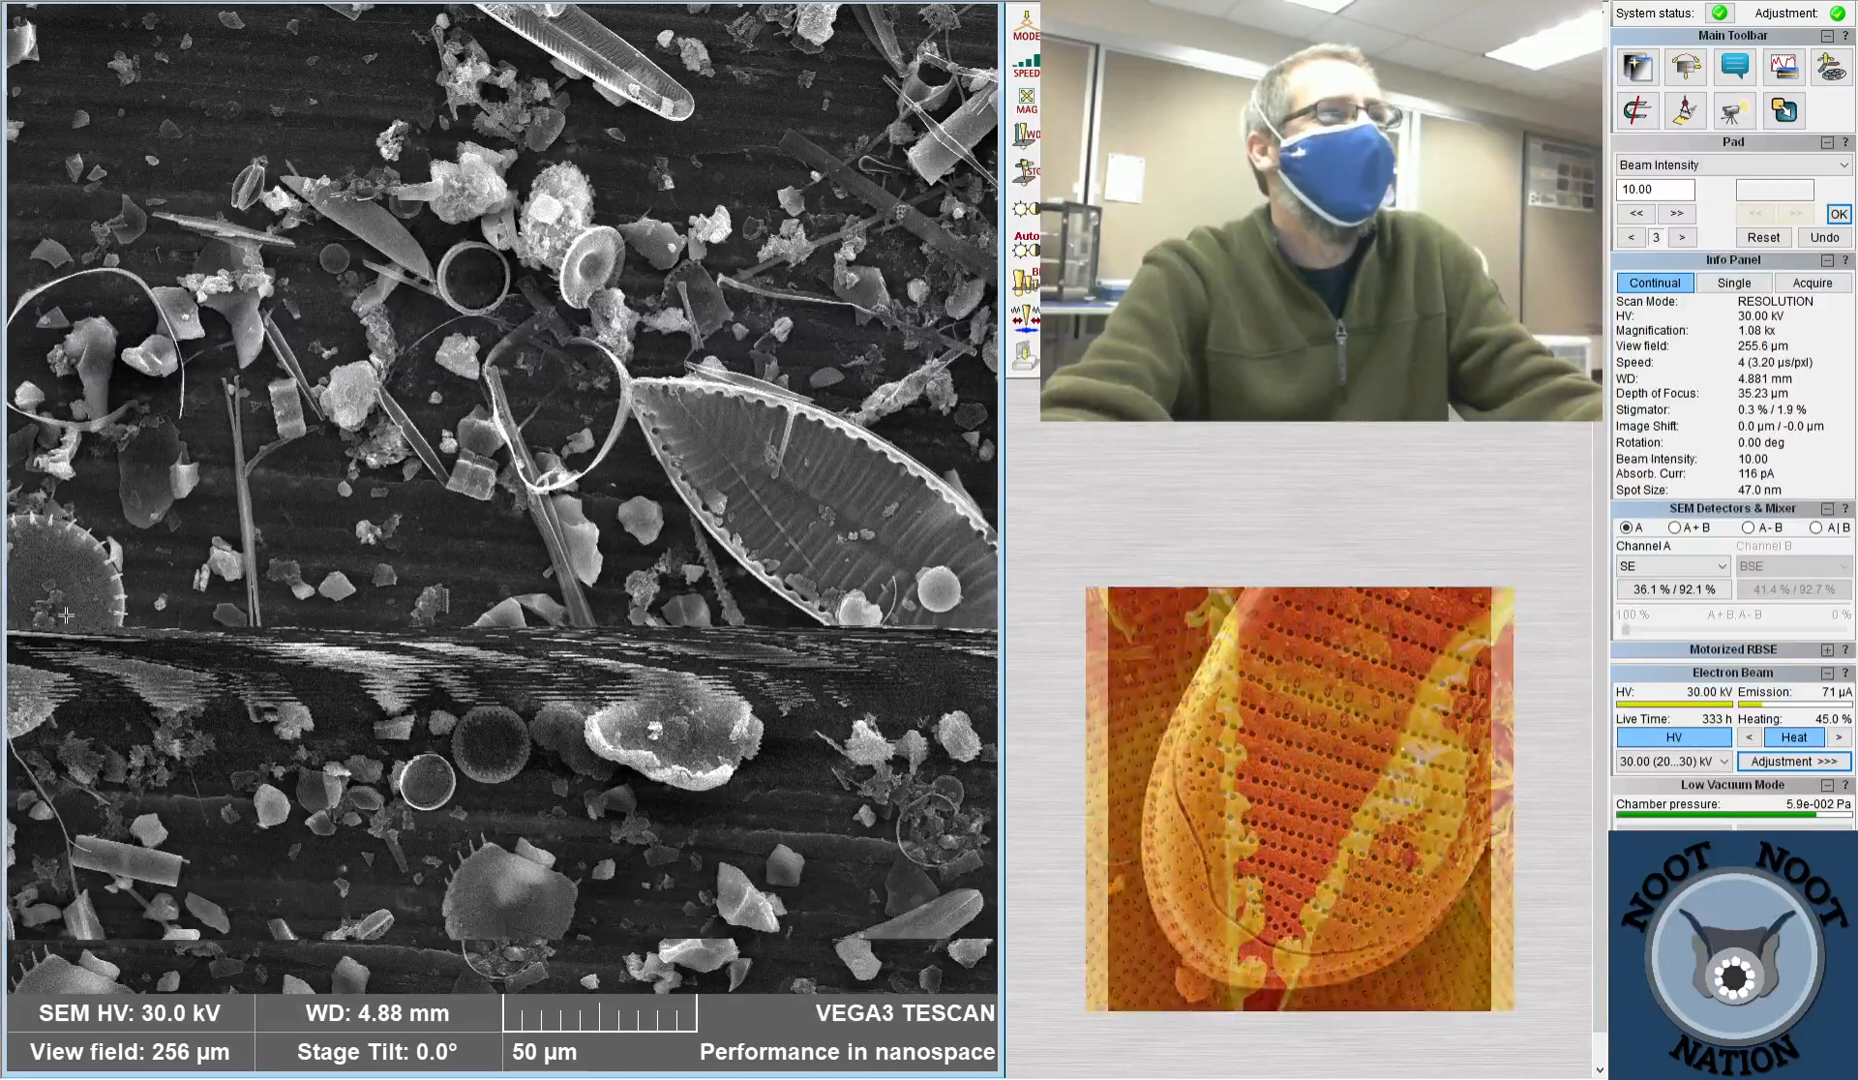 SEM HV: 30.0 kV
WD: 4.88 mm
VEGA3 TESCAN
View field: 256 µm
Stage Tilt: 0.0°
50 µm
Performance in nanospace
MODE
SPEED
MAG
WD
Auto
System status:
Adjustment:
Main Toolbar
Pad
Beam Intensity
10.00
<< >>
<< >>
OK
< 3 >
Reset
Undo
Info Panel
Continual
Single
Acquire
Scan Mode: RESOLUTION
HV: 30.00 kV
Magnification: 1.08 kx
View field: 255.6 µm
Speed: 4 (3.20 µs/pxl)
WD: 4.881 mm
Depth of Focus: 35.23 µm
Stigmator: 0.3 % / 1.9 %
Image Shift: 0.0 µm / -0.0 µm
Rotation: 0.00 deg
Beam Intensity: 10.00
Absorb. Curr: 116 pA
Spot Size: 47.0 nm
SEM Detectors & Mixer
A
A + B
A - B
A | B
Channel A
Channel B
SE
BSE
36.1 % / 92.1 %
41.4 % / 92.7 %
100 %
A + B, A - B
0 %
Motorized RBSE
Electron Beam
HV: 30.00 kV
Emission: 71 µA
Live Time: 333 h
Heating: 45.0 %
HV
< Heat >
30.00 (20...30) kV
Adjustment >>>
Low Vacuum Mode
Chamber pressure: 5.9e-002 Pa
NOOT NOOT
NATION